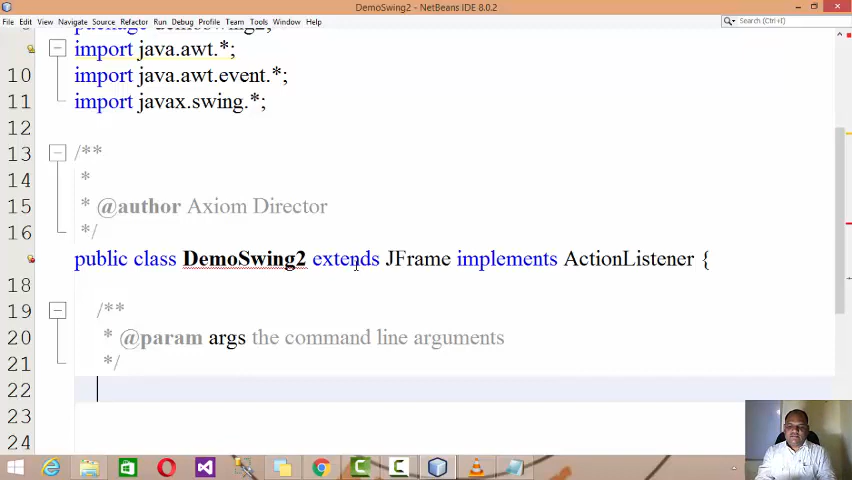 DemoSwing2 - NetBeans IDE 8.0.2
File Edit View Navigate Source Refactor Run Debug Profile Team Tools Window Help
Search (Ctrl+I)
package demoswing2;
import java.awt.*;
10 import java.awt.event.*;
11 import javax.swing.*;
12
13 /**
14 *
15 * @author Axiom Director
16 */
public class DemoSwing2 extends JFrame implements ActionListener {
18
19 /**
20 * @param args the command line arguments
21 */
22
23
24